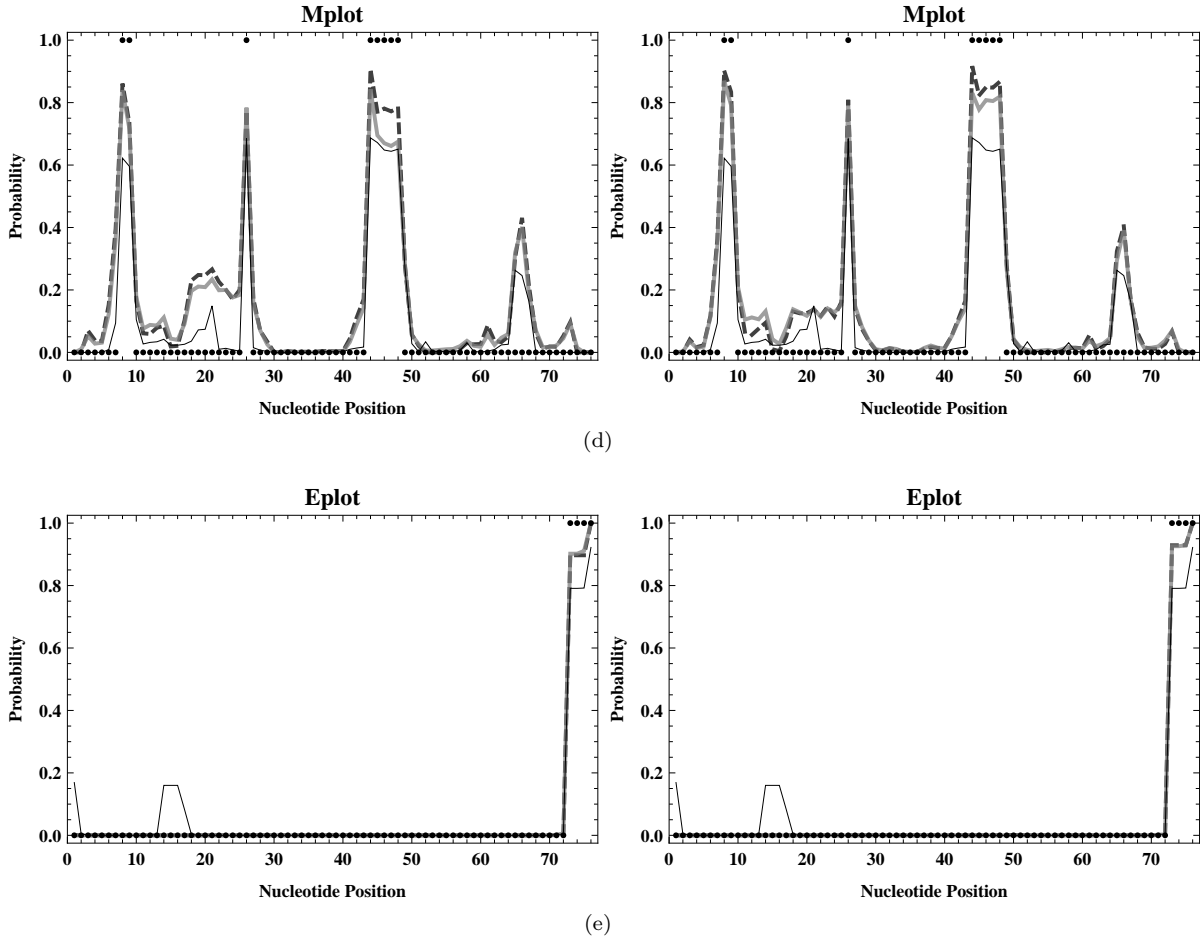 Mplot Mplot
1.0 1.0
0.8 0.8
0.6 0.6
0.4 0.4
0.2 0.2
0.0 0.0
Probability Probability
0 10 20 30 40 50 60 70 0 10 20 30 40 50 60 70
Nucleotide Position Nucleotide Position
(d)
Eplot Eplot
1.0 1.0
0.8 0.8
0.6 0.6
0.4 0.4
0.2 0.2
0.0 0.0
Probability Probability
0 10 20 30 40 50 60 70 0 10 20 30 40 50 60 70
Nucleotide Position Nucleotide Position
(e)